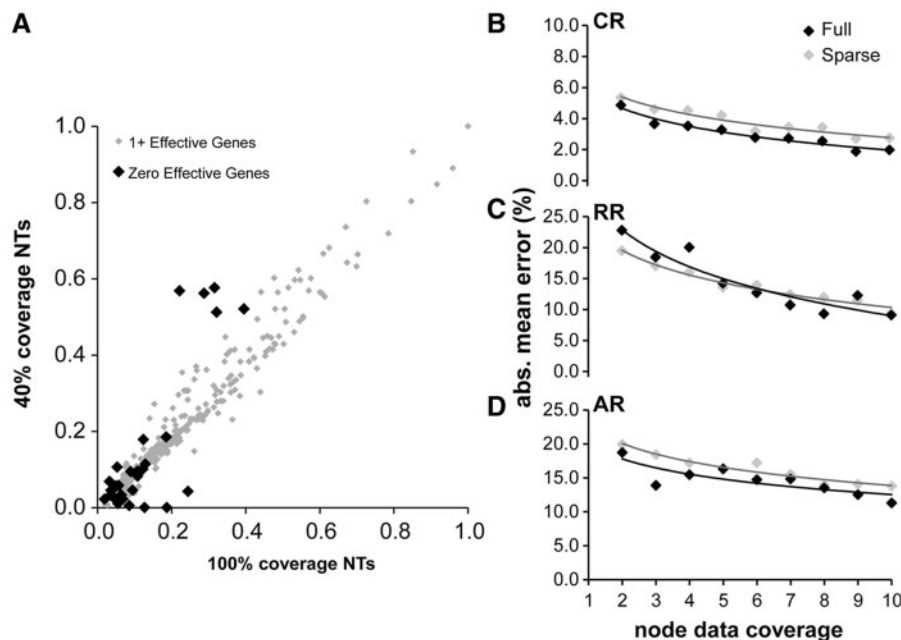 A
1.0
0.8
0.6
0.4
0.2
0.0
40% coverage NTs
1+ Effective Genes
Zero Effective Genes
0.0 0.2 0.4 0.6 0.8 1.0
100% coverage NTs
B CR
Full
Sparse
10.0
8.0
6.0
4.0
2.0
0.0
C RR
25.0
20.0
15.0
10.0
5.0
0.0
abs. mean error (%)
D AR
25.0
20.0
15.0
10.0
5.0
0.0
1 2 3 4 5 6 7 8 9 10
node data coverage